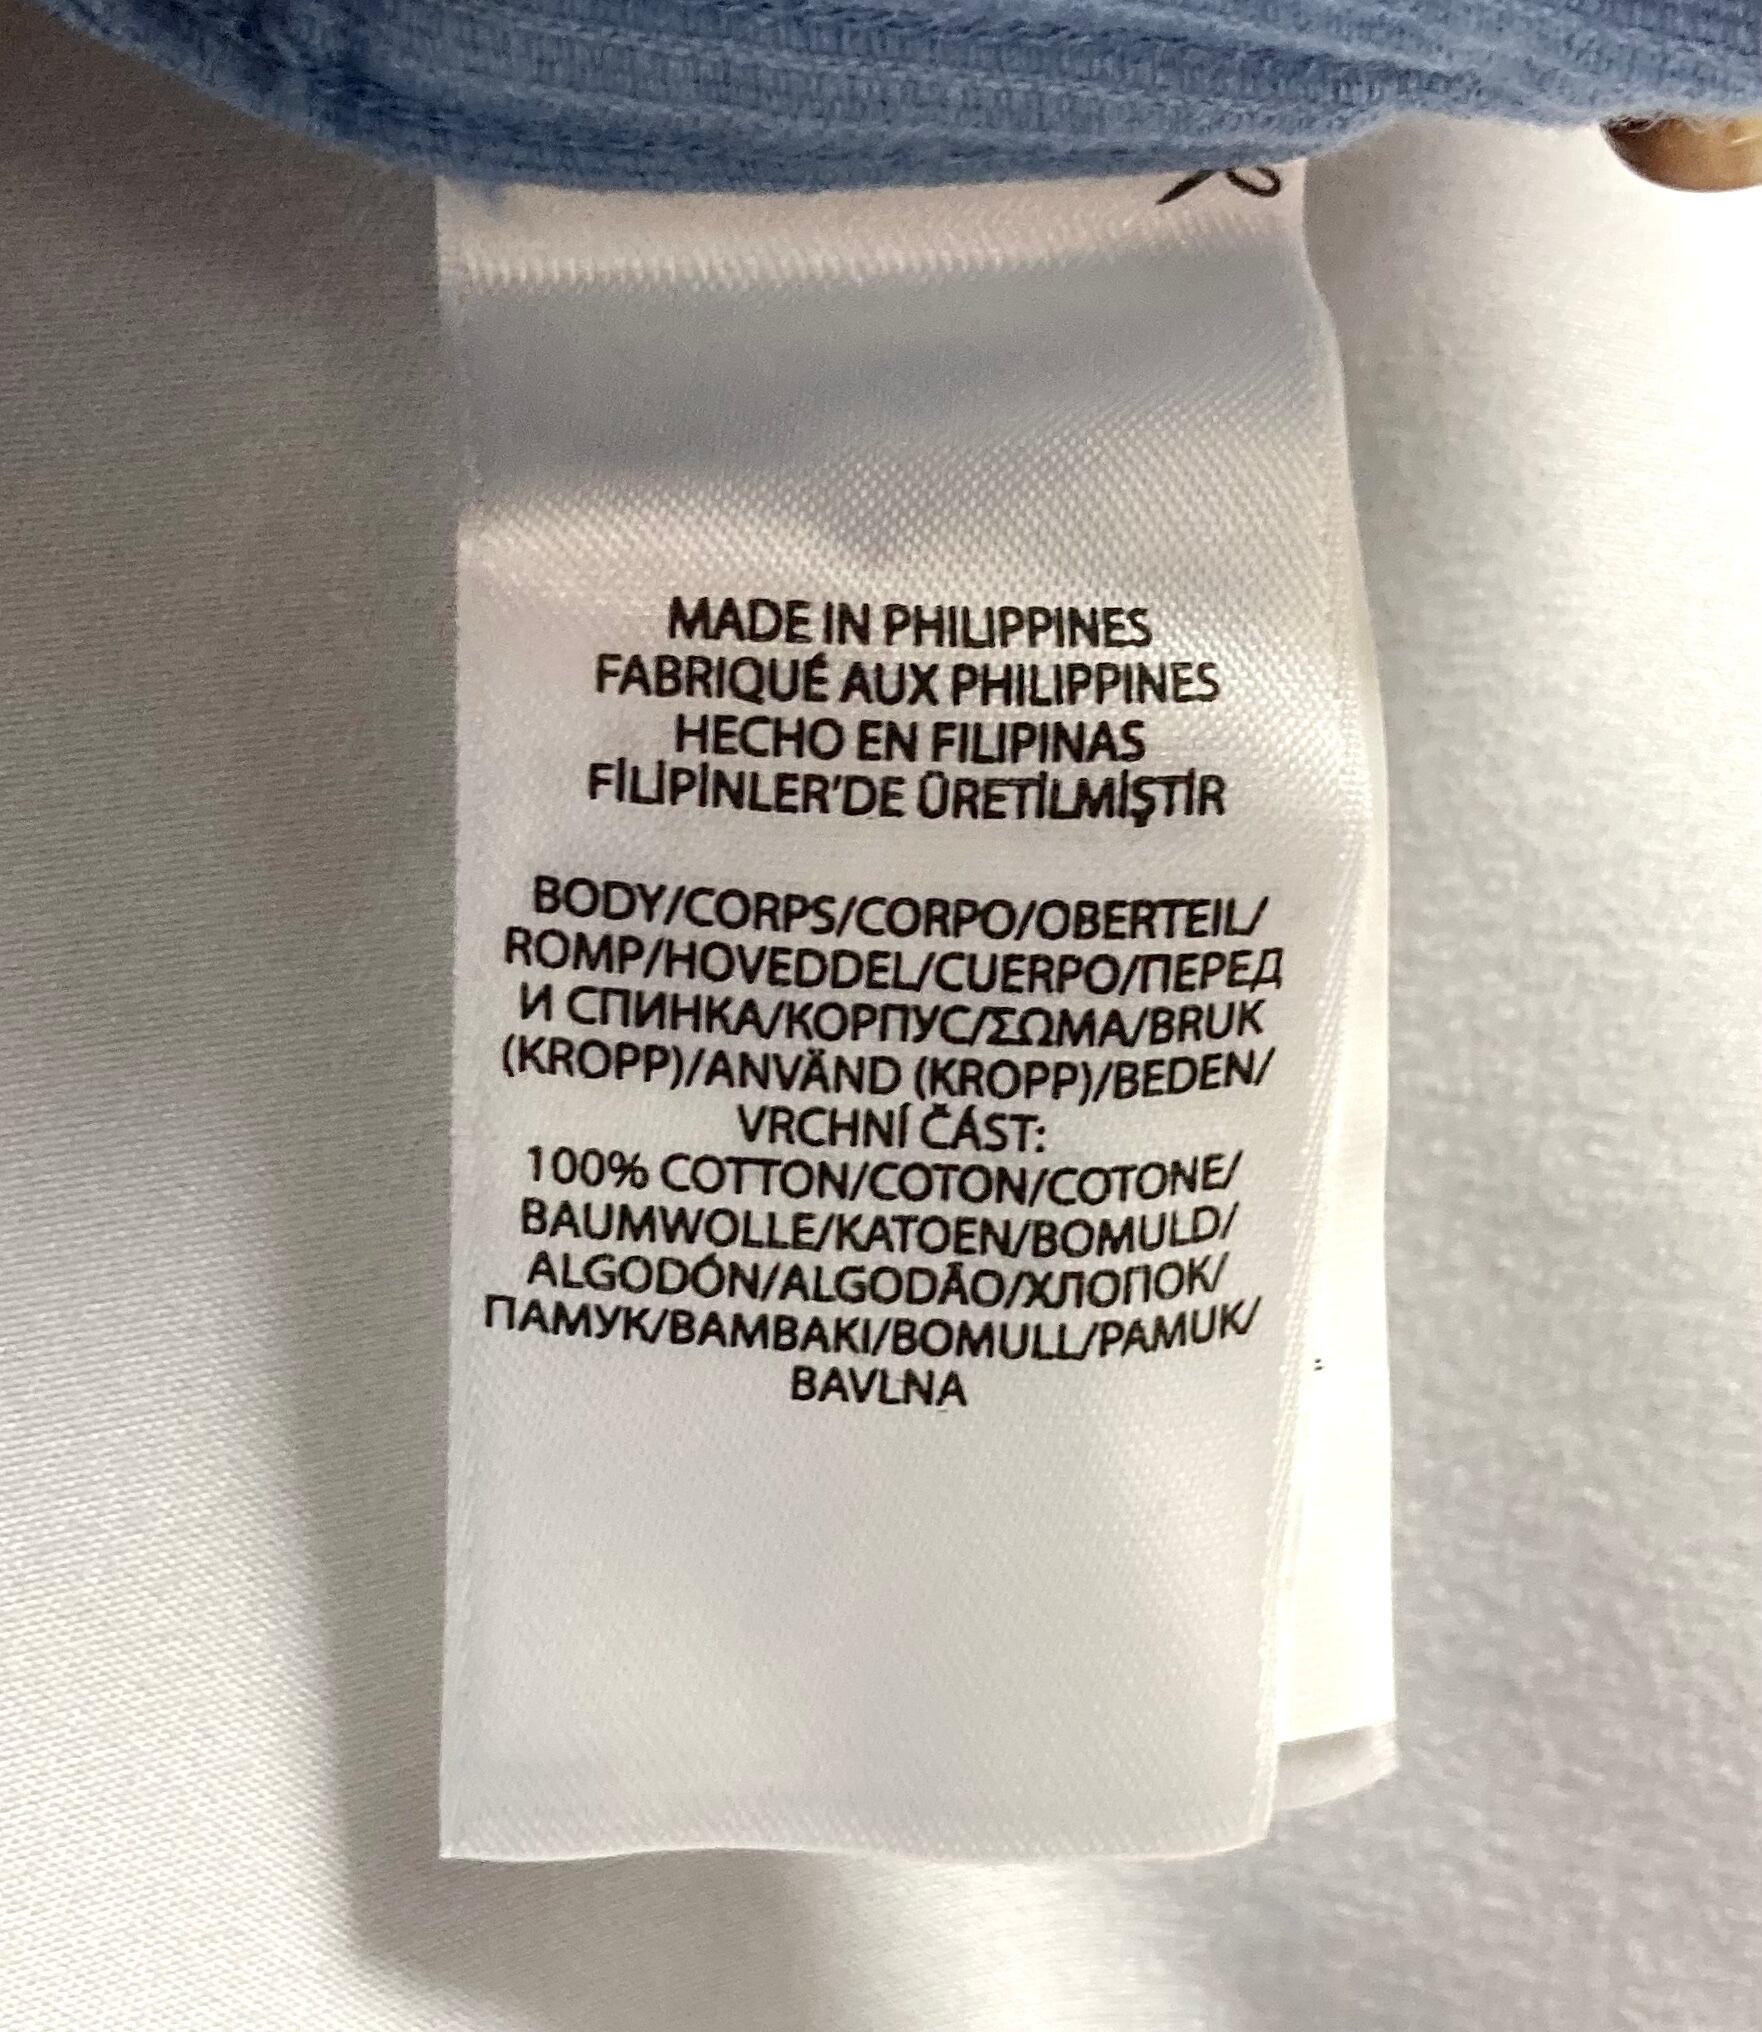 MADE IN PHILIPPINES
FABRIQUÉ AUX PHILIPPINES
HECHO EN FILIPINAS
FİLİPİNLER'DE ÜRETİLMİŞTİR
BODY/CORPS/CORPO/OBERTEIL/
ROMP/HOVEDDEL/CUERPO/ПЕРЕД
И СПИНКА/КОРПУС/ΣΩMA/BRUK
(KROPP)/ANVÄND (KROPP)/BEDEN/
VRCHNÍ ČÁST:
100% COTTON/COTON/COTONE/
BAUMWOLLE/KATOEN/BOMULD/
ALGODÓN/ALGODÃO/ХЛОПОК/
ПАМУК/BAMBAKI/BOMULL/PAMUK/
BAVLNA